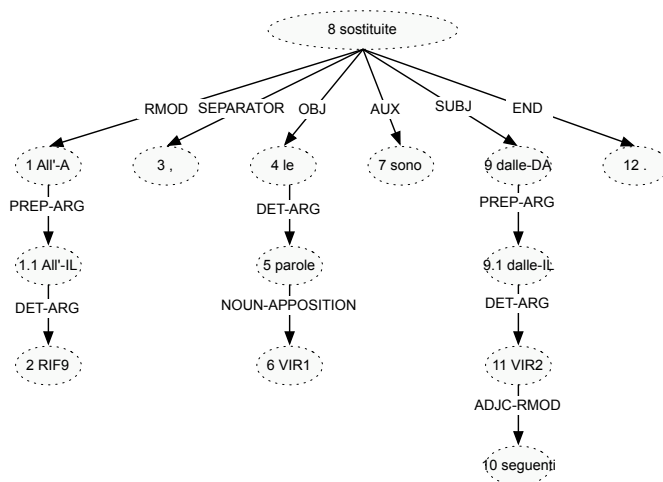 8 sostituite
RMOD SEPARATOR OBJ AUX SUBJ END
1 All'-A 3 , 4 le 7 sono 9 dalle-DA 12 .
PREP-ARG DET-ARG PREP-ARG
1.1 All'-IL 5 parole 9.1 dalle-IL
DET-ARG NOUN-APPOSITION DET-ARG
2 RIF9 6 VIR1 11 VIR2
ADJC-RMOD
10 seguenti